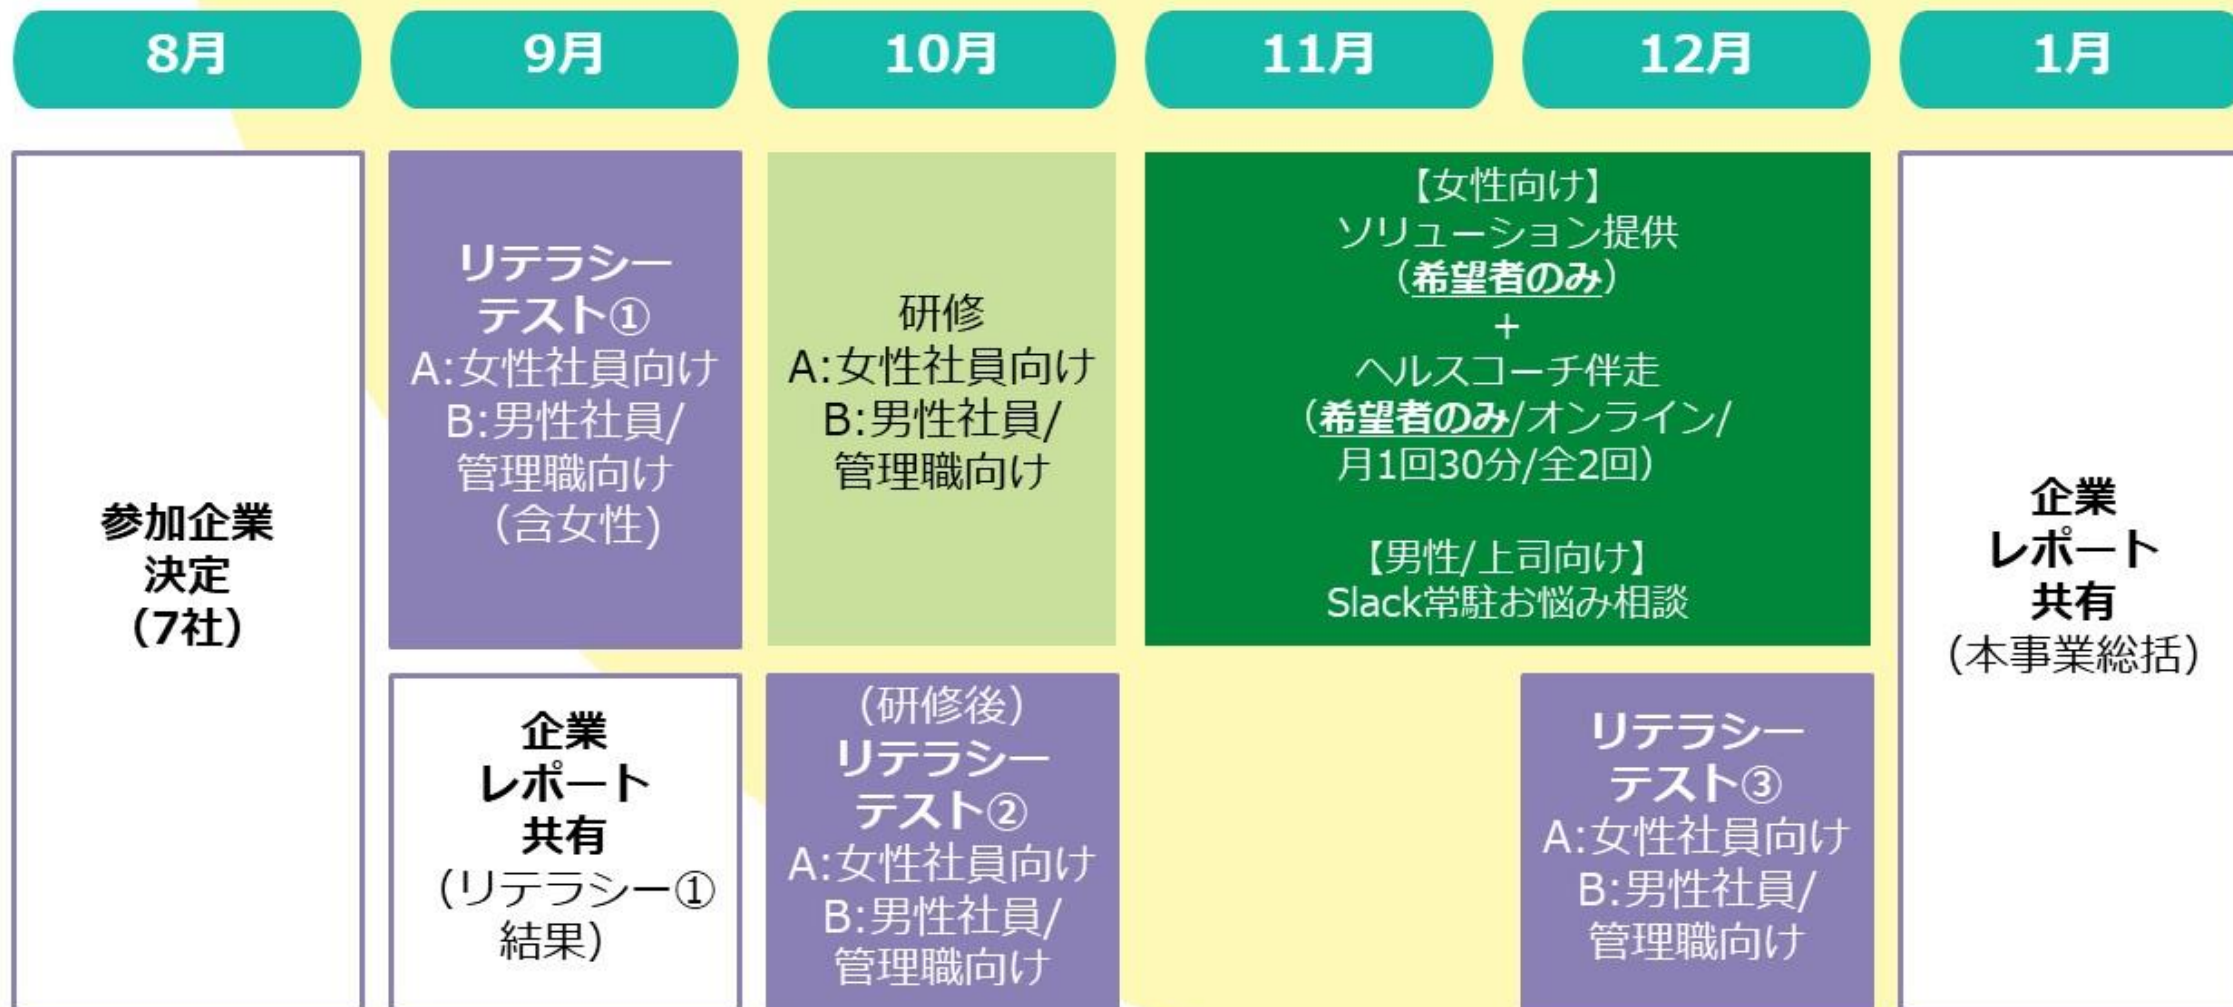 8月
9月
10月
11月
12月
1月
参加企業
決定
（7社）
リテラシー
テスト①
A:女性社員向け
B:男性社員/
管理職向け
（含女性)
企業
レポート
共有
（リテラシー①
結果）
研修
A:女性社員向け
B:男性社員/
管理職向け
（研修後）
リテラシー
テスト②
A:女性社員向け
B:男性社員/
管理職向け
【女性向け】
ソリューション提供
（希望者のみ）
+
ヘルスコーチ伴走
（希望者のみ/オンライン/
月1回30分/全2回）
【男性/上司向け】
Slack常駐お悩み相談
リテラシー
テスト③
A:女性社員向け
B:男性社員/
管理職向け
企業
レポート
共有
（本事業総括）